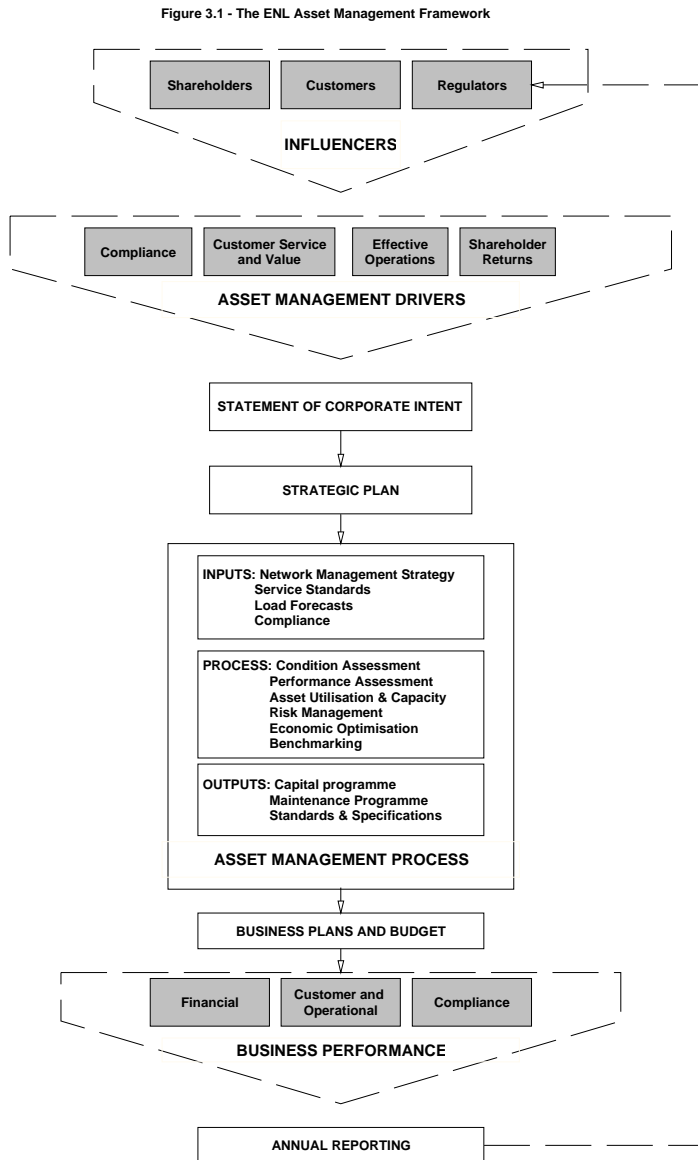 Figure 3.1 - The ENL Asset Management Framework
Shareholders
Customers
Regulators
INFLUENCERS
Compliance
Customer Service
and Value
Effective
Operations
Shareholder
Returns
ASSET MANAGEMENT DRIVERS
STATEMENT OF CORPORATE INTENT
STRATEGIC PLAN
INPUTS: Network Management Strategy
Service Standards
Load Forecasts
Compliance
PROCESS: Condition Assessment
Performance Assessment
Asset Utilisation & Capacity
Risk Management
Economic Optimisation
Benchmarking
OUTPUTS: Capital programme
Maintenance Programme
Standards & Specifications
ASSET MANAGEMENT PROCESS
BUSINESS PLANS AND BUDGET
Financial
Customer and
Operational
Compliance
BUSINESS PERFORMANCE
ANNUAL REPORTING